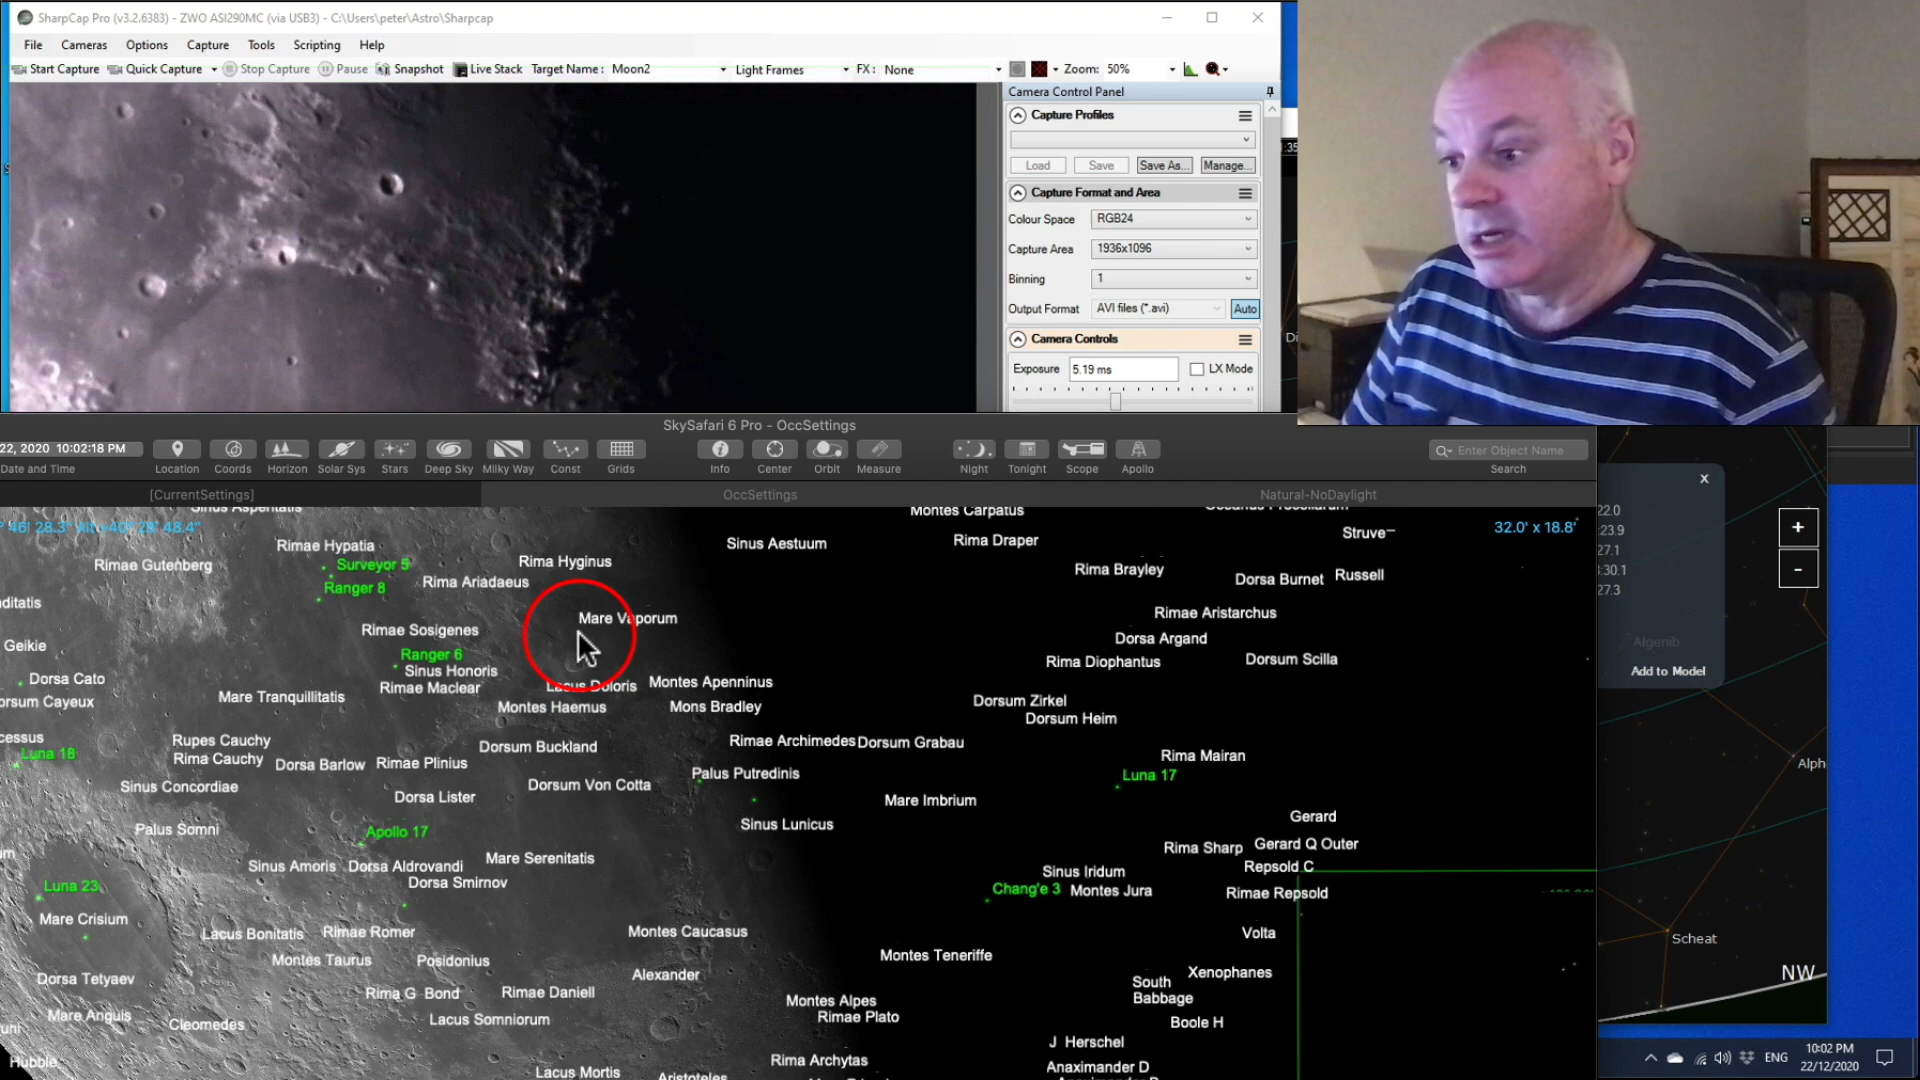 SharpCap Pro (v3.2.6383) - ZWO ASI290MC (via USB3) - C:\Users\peter\Astro\Sharpcap
File Cameras Options Capture Tools Scripting Help
Start Capture Quick Capture Stop Capture Pause Snapshot Live Stack Target Name : Moon2 Light Frames FX : None Zoom: 50%
Camera Control Panel
Capture Profiles
Load Save Save As... Manage...
Capture Format and Area
Colour Space RGB24
Capture Area 1936x1096
Binning 1
Output Format AVI files (*.avi) Auto
Camera Controls
Exposure 5.19 ms LX Mode
SkySafari 6 Pro - OccSettings
22, 2020 10:02:18 PM
Date and Time Location Coords Horizon Solar Sys Stars Deep Sky Milky Way Const Grids Info Center Orbit Measure Night Tonight Scope Apollo
Enter Object Name
Search
[CurrentSettings] OccSettings Natural-NoDaylight
32.0' x 18.8'
Montes Carpatus
Struve
Rima Draper
Sinus Aestuum
Rimae Hypatia
Rimae Gutenberg
Surveyor 5
Rima Hyginus
Rima Brayley
Dorsa Burnet
Russell
Rima Ariadaeus
Ranger 8
Geikie
Mare Vaporum
Rimae Aristarchus
Rimae Sosigenes
Dorsa Argand
Ranger 6
Sinus Honoris
Rima Diophantus
Dorsum Scilla
Dorsa Cato
Rimae Maclear
Lacus Doloris
Montes Apenninus
Mare Tranquillitatis
Montes Haemus
Mons Bradley
Dorsum Zirkel
Dorsum Heim
Rupes Cauchy
Dorsum Buckland
Rimae Archimedes
Dorsum Grabau
Luna 18
Rima Cauchy
Dorsa Barlow
Rimae Plinius
Rima Mairan
Palus Putredinis
Luna 17
Sinus Concordiae
Dorsa Lister
Dorsum Von Cotta
Mare Imbrium
Palus Somni
Apollo 17
Sinus Lunicus
Gerard
Sinus Amoris
Dorsa Aldrovandi
Mare Serenitatis
Rima Sharp
Gerard Q Outer
Dorsa Smirnov
Sinus Iridum
Repsold C
Luna 23
Chang'e 3
Montes Jura
Rimae Repsold
Mare Crisium
Lacus Bonitatis
Rimae Romer
Montes Caucasus
Volta
Montes Taurus
Posidonius
Alexander
Montes Teneriffe
Dorsa Tetyaev
Xenophanes
Rima G Bond
Rimae Daniell
Montes Alpes
South
Babbage
Mare Anguis
Cleomedes
Lacus Somniorum
Rimae Plato
Boole H
Hubble
Rima Archytas
J Herschel
Lacus Mortis
Aristoteles
Anaximander D
X
22.0
:23.9
27.1
:30.1
27.3
+
-
Algenib
Add to Model
Alph
Scheat
NW
ENG
10:02 PM
22/12/2020